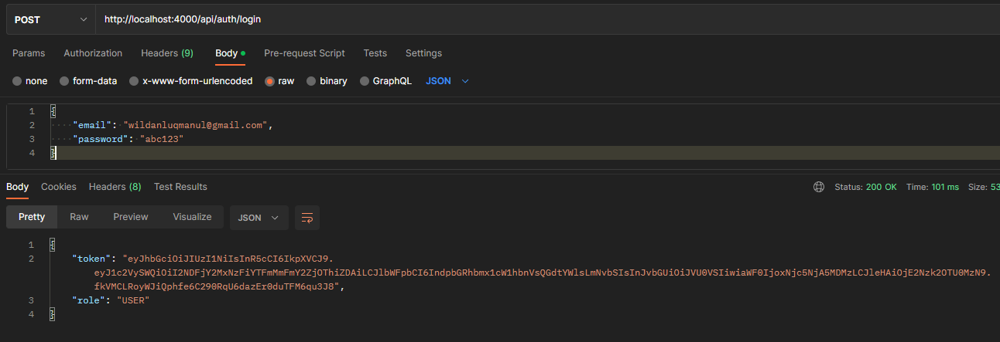 POST http://localhost:4000/api/auth/login
Params Authorization Headers (9) Body Pre-request Script Tests Settings
none form-data x-www-form-urlencoded raw binary GraphQL JSON
1 {
2 "email": "wildanluqmanul@gmail.com",
3 "password": "abc123"
4 }
Body Cookies Headers (8) Test Results Status: 200 OK Time: 101 ms Size: 53
Pretty Raw Preview Visualize JSON
1 {
2 "token": "eyJhbGciOiJIUzI1NiIsInR5cCI6IkpXVCJ9.
eyJ1c2VySWQiOiI2NDFjY2MxNzFiYTFmMmFmY2ZjOThiZDAiLCJlbWFpbCI6IndpbGRhbmx1cW1hbnVsQGdtYWlsLmNvbSIsInJvbGUiOiJVU0VSIiwiaWF0IjoxNjc5NjA5MDMzLCJleHAiOjE2Nzk2OTU0MzN9.
fkVMCLRoyWJiQphfe6C290RqU6dazEr0duTFM6qu3J8",
3 "role": "USER"
4 }